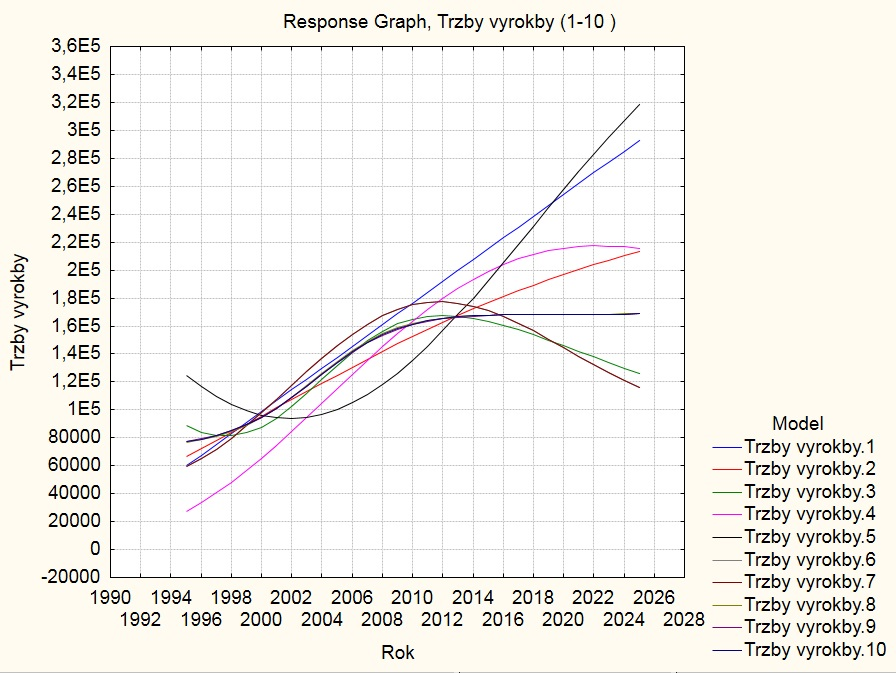 Response Graph, Trzby vyrokby (1-10 )
3,6E5
3,4E5
3,2E5
3E5
2,8E5
2,6E5
2,4E5
2,2E5
2E5
1,8E5
1,6E5
1,4E5
1,2E5
1E5
80000
60000
40000
20000
0
-20000
Trzby vyrokby
1990 1994 1998 2002 2006 2010 2014 2018 2022 2026
1992 1996 2000 2004 2008 2012 2016 2020 2024 2028
Rok
Model
Trzby vyrokby.1
Trzby vyrokby.2
Trzby vyrokby.3
Trzby vyrokby.4
Trzby vyrokby.5
Trzby vyrokby.6
Trzby vyrokby.7
Trzby vyrokby.8
Trzby vyrokby.9
Trzby vyrokby.10